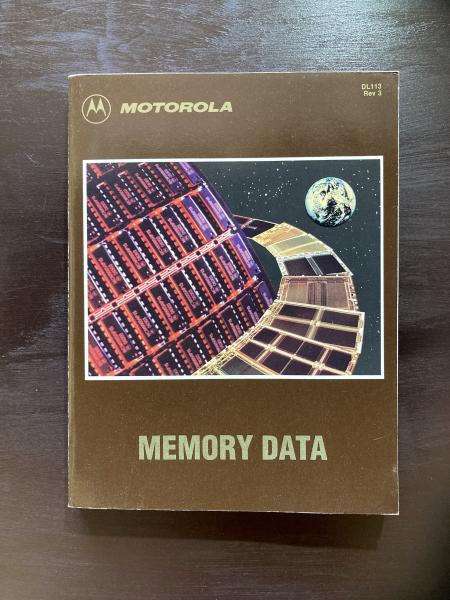 DL113
Rev 3
MOTOROLA
MEMORY DATA